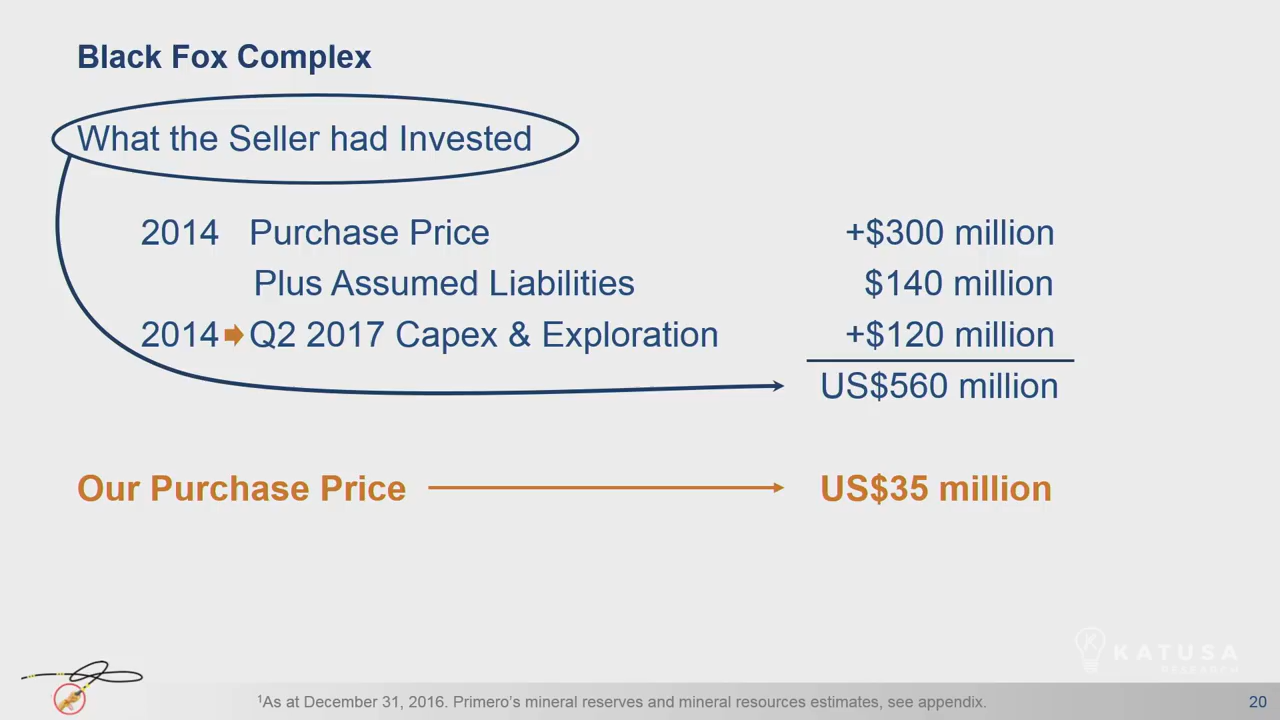 Black Fox Complex
What the Seller had Invested
2014 Purchase Price +$300 million
Plus Assumed Liabilities $140 million
2014 Q2 2017 Capex & Exploration +$120 million
US$560 million
Our Purchase Price US$35 million
KATUSA
RESEARCH
¹As at December 31, 2016. Primero’s mineral reserves and mineral resources estimates, see appendix. 20